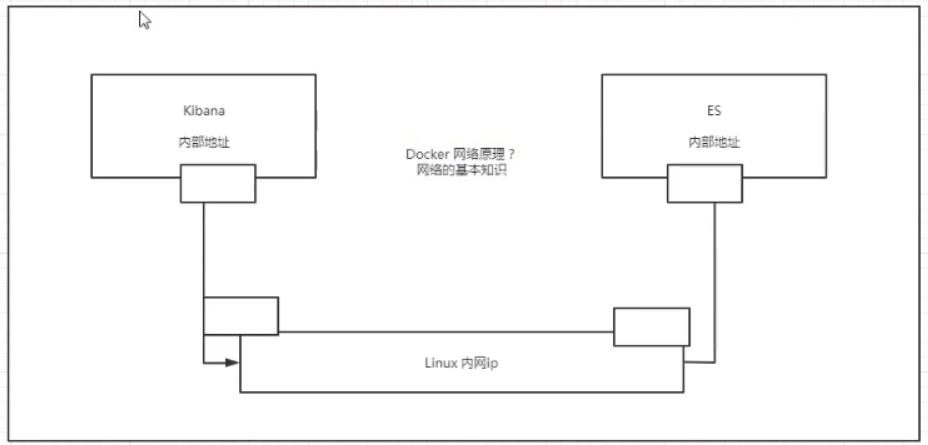 Kibana
内部地址
ES
内部地址
Docker 网络原理？
网络的基本知识
Linux 内网ip